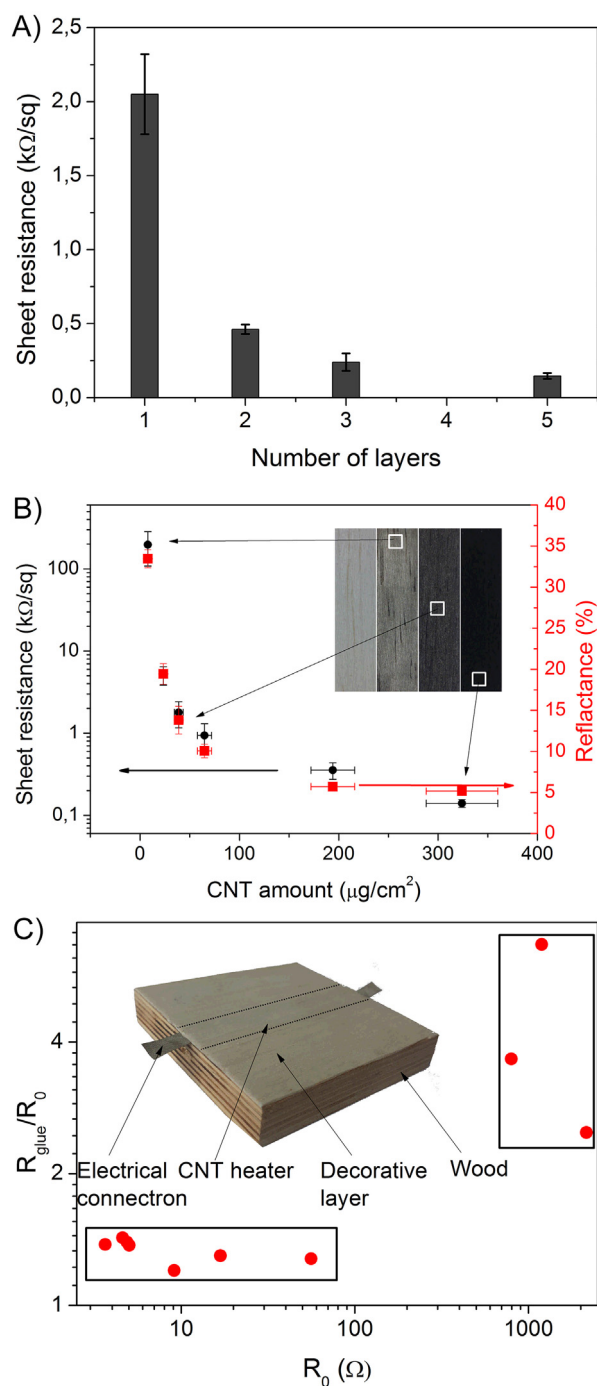 A)
2,5
2,0
1,5
1,0
0,5
0,0
Sheet resistance (kΩ/sq)
1 2 3 4 5
Number of layers
B)
100
10
1
0,1
Sheet resistance (kΩ/sq)
40
35
30
25
20
15
10
5
0
Reflactance (%)
0 100 200 300 400
CNT amount (μg/cm²)
C)
4
2
1
R_glue/R_0
Electrical connectron
CNT heater
Decorative layer
Wood
10 100 1000
R_0 (Ω)